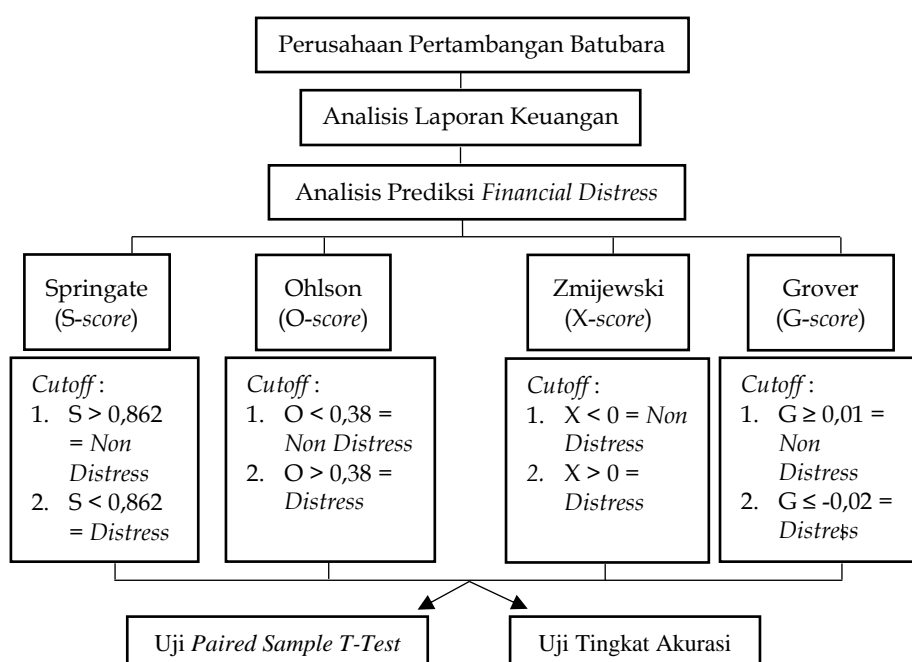 Perusahaan Pertambangan Batubara
Analisis Laporan Keuangan
Analisis Prediksi Financial Distress
Springate
(S-score)
Ohlson
(O-score)
Zmijewski
(X-score)
Grover
(G-score)
Cutoff :
1. S > 0,862
= Non
Distress
2. S < 0,862
= Distress
Cutoff :
1. O < 0,38 =
Non Distress
2. O > 0,38 =
Distress
Cutoff :
1. X < 0 = Non
Distress
2. X > 0 =
Distress
Cutoff :
1. G ≥ 0,01 =
Non
Distress
2. G ≤ -0,02 =
Distress
Uji Paired Sample T-Test
Uji Tingkat Akurasi